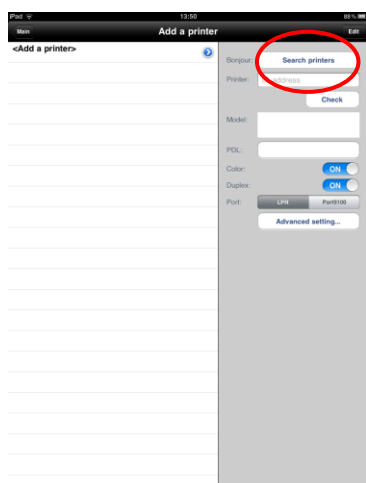 iPad 13:50 88%
Main Add a printer Edit
<Add a printer>
Bonjour: Search printers
Printer: address
Check
Model:
PDL:
Color: ON
Duplex: ON
Port: LPR Port9100
Advanced setting...